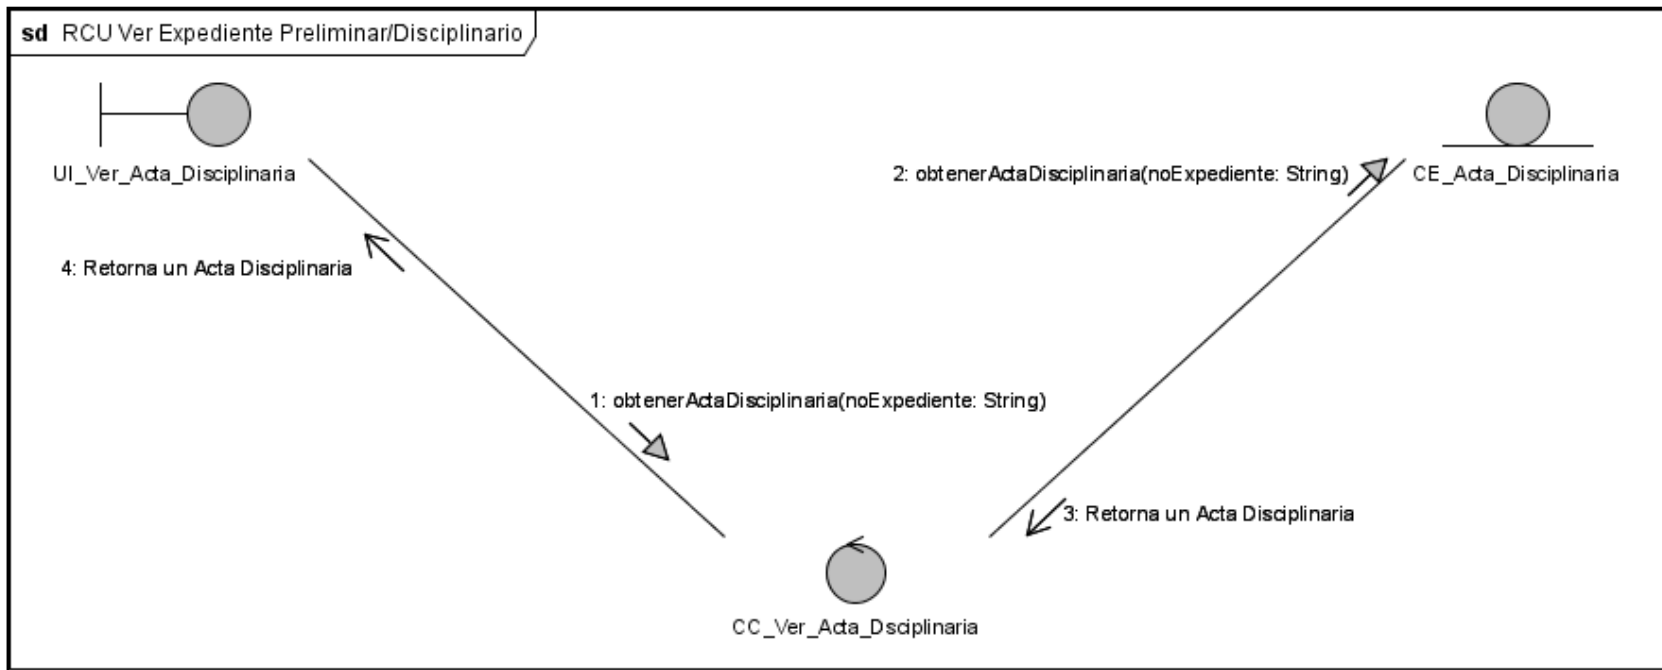 sd RCU Ver Expediente Preliminar/Disciplinario
UI_Ver_Acta_Disciplinaria
2: obtenerActaDisciplinaria(noExpediente: String)
CE_Acta_Disciplinaria
4: Retorna un Acta Disciplinaria
1: obtenerActaDisciplinaria(noExpediente: String)
3: Retorna un Acta Disciplinaria
CC_Ver_Acta_Dsciplinaria